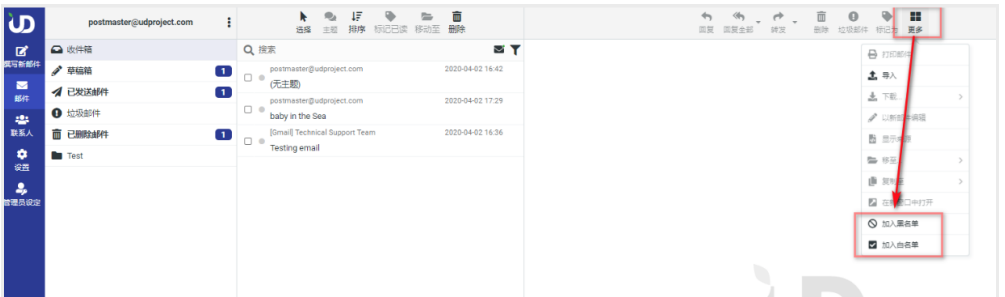 UD
撰写新邮件
邮件
联系人
设置
管理员设定
postmaster@udproject.com
收件箱
草稿箱 1
已发送邮件 1
垃圾邮件
已删除邮件 1
Test
选择 主题 排序 标记已读 移动至 删除
搜索
postmaster@udproject.com 2020-04-02 16:42
(无主题)
postmaster@udproject.com 2020-04-02 17:29
baby in the Sea
[Gmail] Technical Support Team 2020-04-02 16:36
Testing email
回复 回复全部 转发 删除 垃圾邮件 标记为 更多
打印邮件
导入
下载
以新邮件编辑
显示来源
移至
复制至
在新窗口中打开
加入黑名单
加入白名单